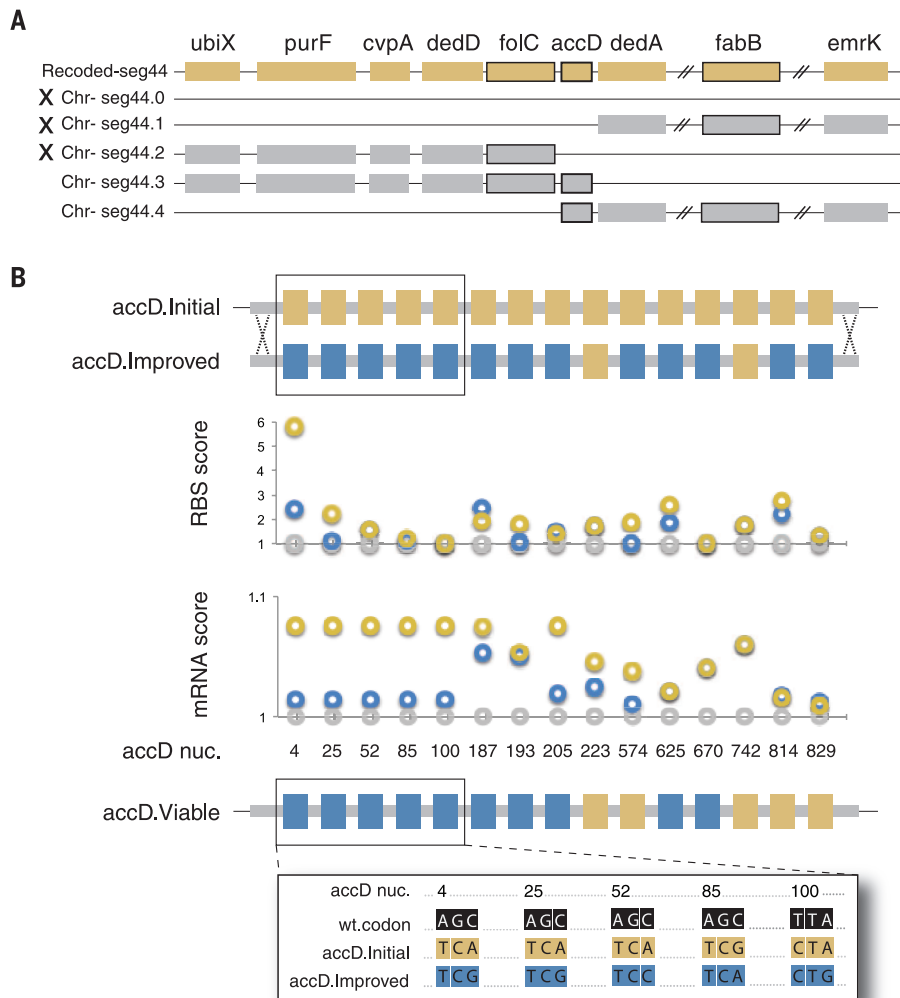 A
ubiX purF cvpA dedD folC accD dedA fabB emrK
Recoded-seg44
X Chr- seg44.0
X Chr- seg44.1
X Chr- seg44.2
Chr- seg44.3
Chr- seg44.4
B
accD.Initial
accD.Improved
RBS score
6
5
4
3
2
1
mRNA score
1.1
1
accD nuc. 4 25 52 85 100 187 193 205 223 574 625 670 742 814 829
accD.Viable
accD nuc. 4 25 52 85 100
wt.codon AGC AGC AGC AGC TTA
accD.Initial TCA TCA TCA TCG CTA
accD.Improved TCG TCG TCC TCA CTG